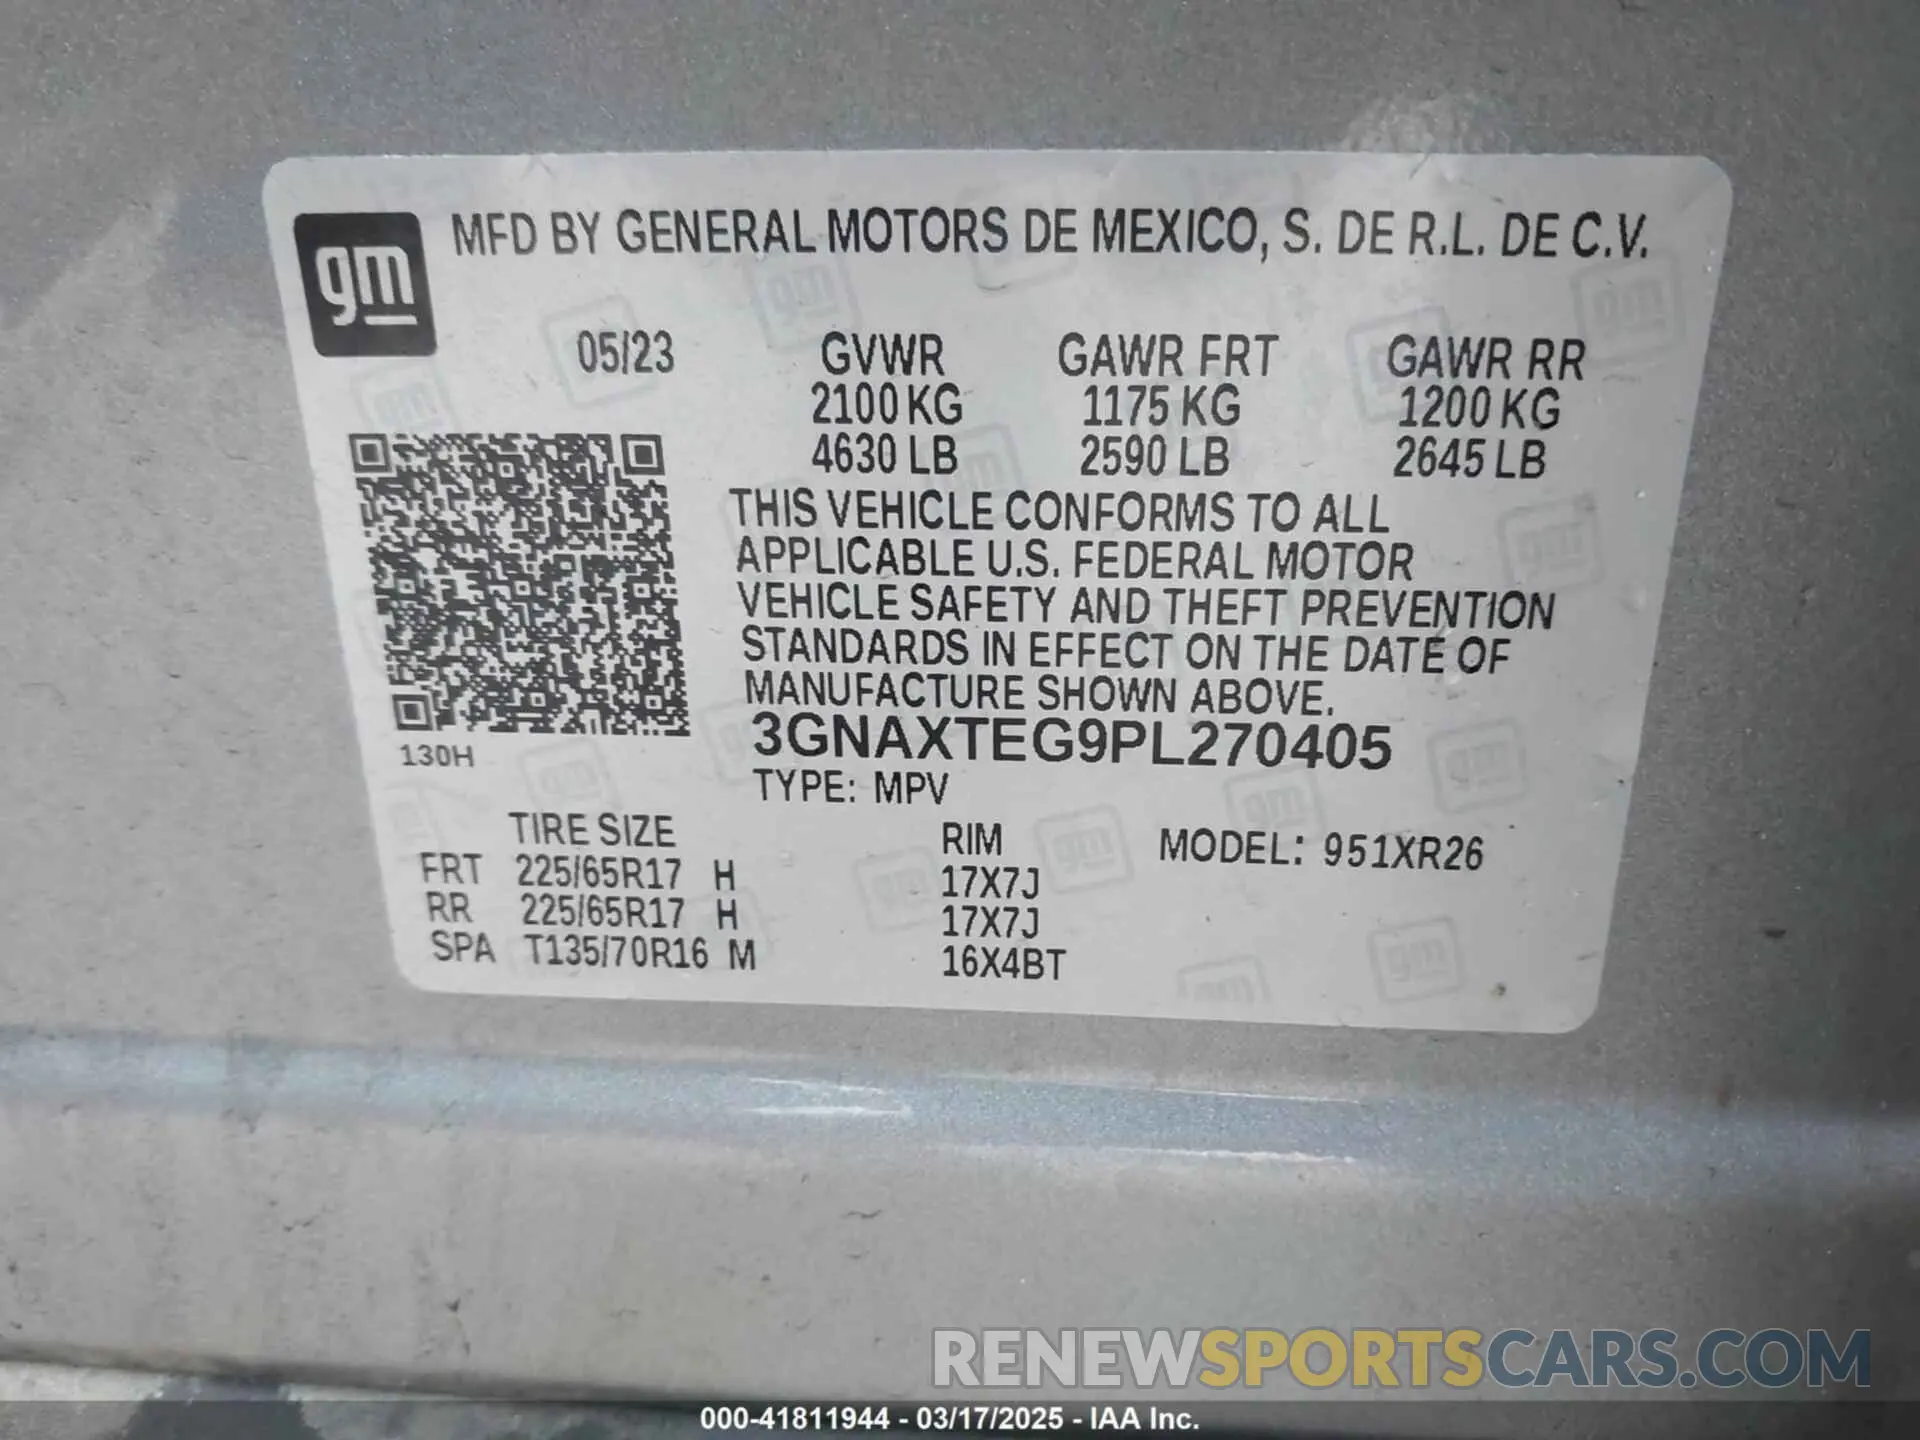 gm
MFD BY GENERAL MOTORS DE MEXICO, S. DE R.L. DE C.V.
05/23 GVWR GAWR FRT GAWR RR
2100 KG 1175 KG 1200 KG
4630 LB 2590 LB 2645 LB
THIS VEHICLE CONFORMS TO ALL
APPLICABLE U.S. FEDERAL MOTOR
VEHICLE SAFETY AND THEFT PREVENTION
STANDARDS IN EFFECT ON THE DATE OF
MANUFACTURE SHOWN ABOVE.
3GNAXTEG9PL270405
130H
TYPE: MPV
TIRE SIZE RIM MODEL: 951XR26
FRT 225/65R17 H 17X7J
RR 225/65R17 H 17X7J
SPA T135/70R16 M 16X4BT
RENEWSPORTSCARS.COM
000-41811944 - 03/17/2025 - IAA Inc.